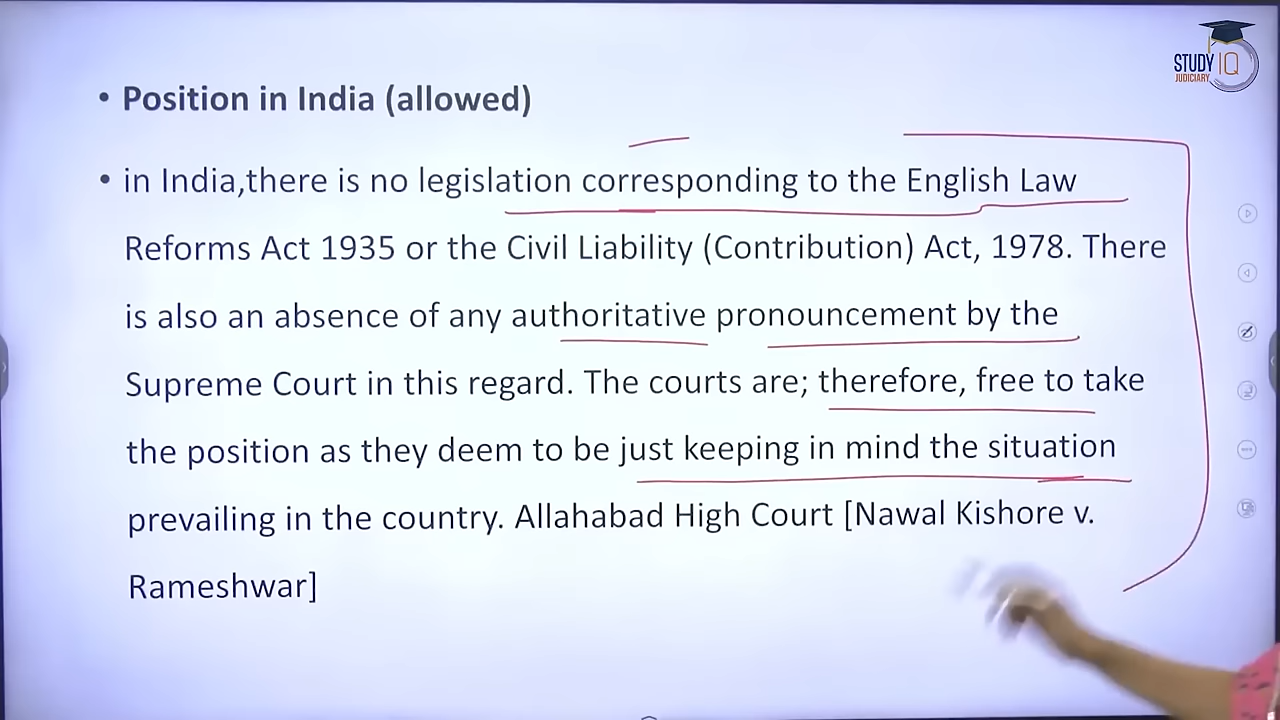 STUDY IQ
JUDICIARY
• Position in India (allowed)
• in India,there is no legislation corresponding to the English Law
Reforms Act 1935 or the Civil Liability (Contribution) Act, 1978. There
is also an absence of any authoritative pronouncement by the
Supreme Court in this regard. The courts are; therefore, free to take
the position as they deem to be just keeping in mind the situation
prevailing in the country. Allahabad High Court [Nawal Kishore v.
Rameshwar]